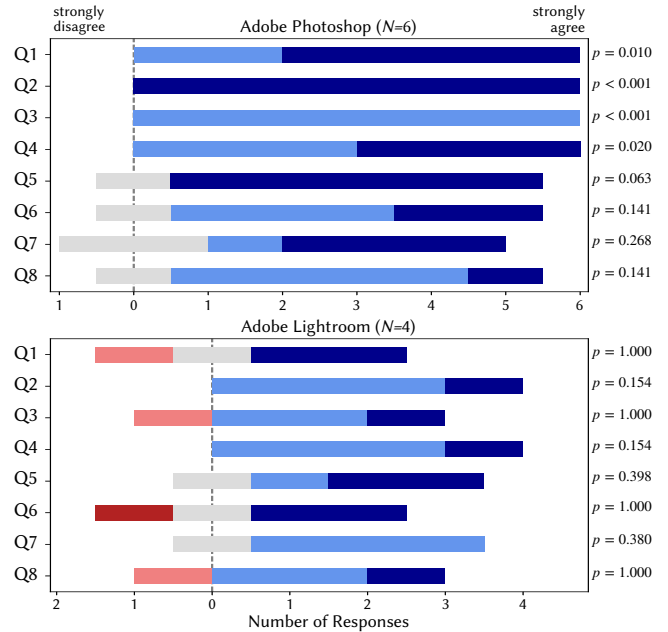 strongly disagree
Adobe Photoshop (N=6)
strongly agree
Q1 p = 0.010
Q2 p < 0.001
Q3 p < 0.001
Q4 p = 0.020
Q5 p = 0.063
Q6 p = 0.141
Q7 p = 0.268
Q8 p = 0.141
1 0 1 2 3 4 5 6
Adobe Lightroom (N=4)
Q1 p = 1.000
Q2 p = 0.154
Q3 p = 1.000
Q4 p = 0.154
Q5 p = 0.398
Q6 p = 1.000
Q7 p = 0.380
Q8 p = 1.000
2 1 0 1 2 3 4
Number of Responses